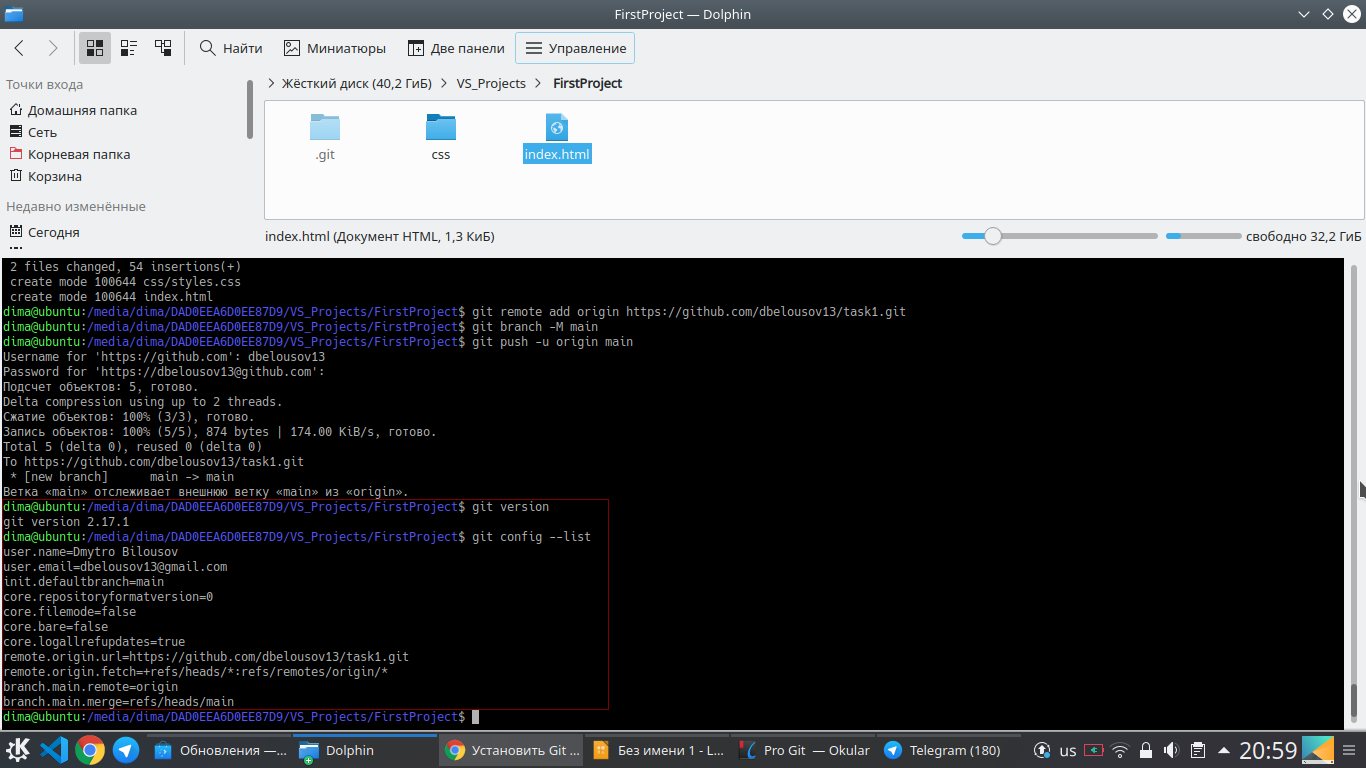 FirstProject — Dolphin
Найти
Миниатюры
Две панели
Управление
Точки входа
Домашняя папка
Сеть
Корневая папка
Корзина
Недавно изменённые
Сегодня
Жёсткий диск (40,2 ГиБ) > VS_Projects > FirstProject
.git
css
index.html
index.html (Документ HTML, 1,3 КиБ)
свободно 32,2 ГиБ
2 files changed, 54 insertions(+)
create mode 100644 css/styles.css
create mode 100644 index.html
dima@ubuntu:/media/dima/DAD0EEA6D0EE87D9/VS_Projects/FirstProject$ git remote add origin https://github.com/dbelousov13/task1.git
dima@ubuntu:/media/dima/DAD0EEA6D0EE87D9/VS_Projects/FirstProject$ git branch -M main
dima@ubuntu:/media/dima/DAD0EEA6D0EE87D9/VS_Projects/FirstProject$ git push -u origin main
Username for 'https://github.com': dbelousov13
Password for 'https://dbelousov13@github.com':
Подсчет объектов: 5, готово.
Delta compression using up to 2 threads.
Сжатие объектов: 100% (3/3), готово.
Запись объектов: 100% (5/5), 874 bytes | 174.00 KiB/s, готово.
Total 5 (delta 0), reused 0 (delta 0)
To https://github.com/dbelousov13/task1.git
* [new branch]      main -> main
Ветка «main» отслеживает внешнюю ветку «main» из «origin».
dima@ubuntu:/media/dima/DAD0EEA6D0EE87D9/VS_Projects/FirstProject$ git version
git version 2.17.1
dima@ubuntu:/media/dima/DAD0EEA6D0EE87D9/VS_Projects/FirstProject$ git config --list
user.name=Dmytro Bilousov
user.email=dbelousov13@gmail.com
init.defaultbranch=main
core.repositoryformatversion=0
core.filemode=false
core.bare=false
core.logallrefupdates=true
remote.origin.url=https://github.com/dbelousov13/task1.git
remote.origin.fetch=+refs/heads/*:refs/remotes/origin/*
branch.main.remote=origin
branch.main.merge=refs/heads/main
dima@ubuntu:/media/dima/DAD0EEA6D0EE87D9/VS_Projects/FirstProject$
Обновления —...
Dolphin
Установить Git ...
Без имени 1 - L...
Pro Git — Okular
Telegram (180)
us
20:59